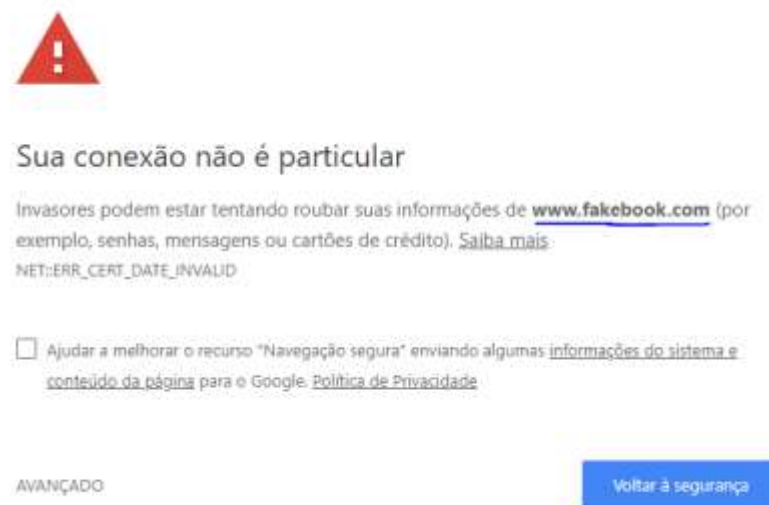 Sua conexão não é particular
Invasores podem estar tentando roubar suas informações de www.fakebook.com (por
exemplo, senhas, mensagens ou cartões de crédito). Saiba mais
NET::ERR_CERT_DATE_INVALID
Ajudar a melhorar o recurso "Navegação segura" enviando algumas informações do sistema e
conteúdo da página para o Google. Política de Privacidade
AVANÇADO
Voltar à segurança